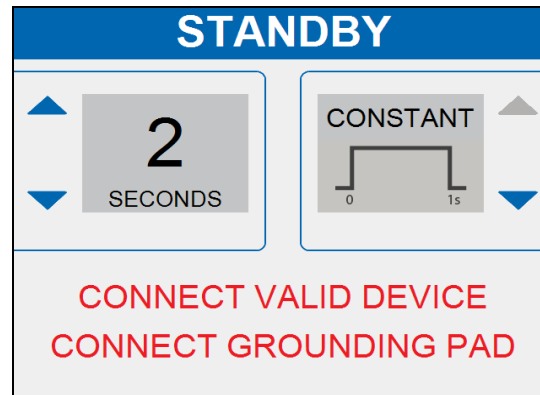 STANDBY
2
SECONDS
CONSTANT
0 1s
CONNECT VALID DEVICE
CONNECT GROUNDING PAD